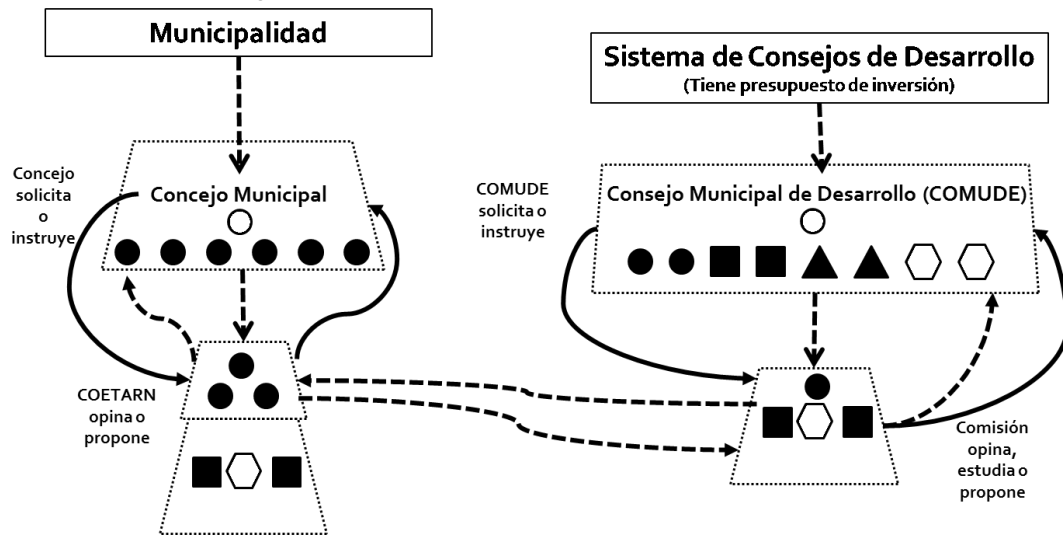 Municipalidad
Concejo
solicita
o
instruye
Concejo Municipal
COETARN
opina o
propone
Sistema de Consejos de Desarrollo
(Tiene presupuesto de inversión)
COMUDE
solicita o
instruye
Consejo Municipal de Desarrollo (COMUDE)
Comisión
opina,
estudia o
propone